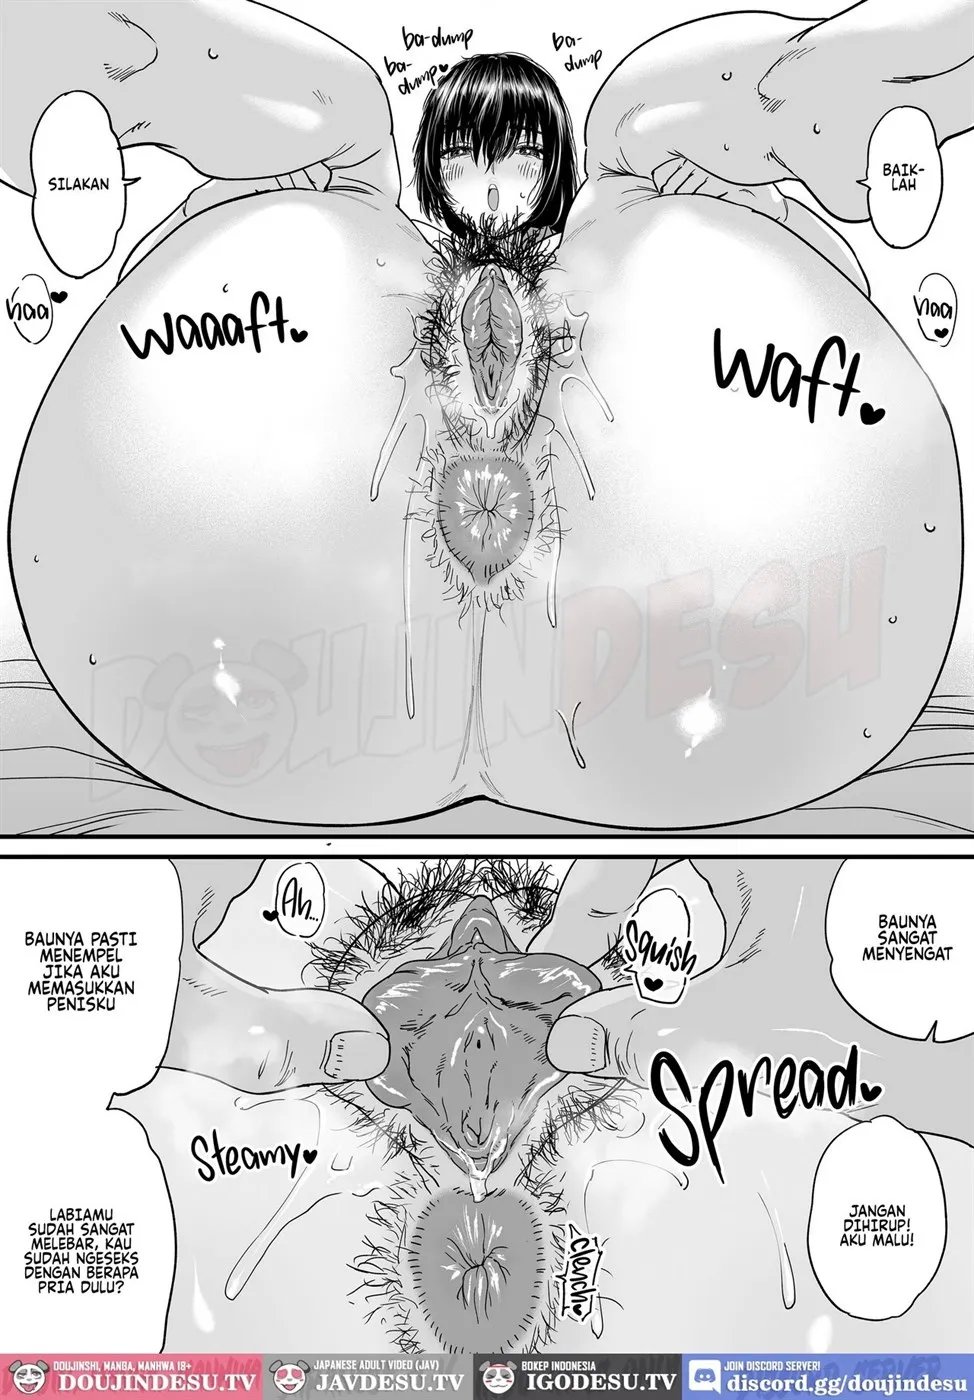 ba-dump
ba-
dump
ba-
dump
SILAKAN
BAIK-
LAH
haa
haa
Waaaft
Waft
DOUJINDESU
Ah...
BAUNYA PASTI
MENEMPEL
JIKA AKU
MEMASUKKAN
PENISKU
Squish
BAUNYA
SANGAT
MENYENGAT
Spread
Steamy
JANGAN
DIHIRUP!
AKU MALU!
LABIAMU
SUDAH SANGAT
MELEBAR, KAU
SUDAH NGESEKS
DENGAN BERAPA
PRIA DULU?
clench
DOUJINSHI, MANGA, MANHWA 18+
DOUJINDESU.TV
JAPANESE ADULT VIDEO (JAV)
JAVDESU.TV
BOKEP INDONESIA
IGODESU.TV
JOIN DISCORD SERVER!
discord.gg/doujindesu